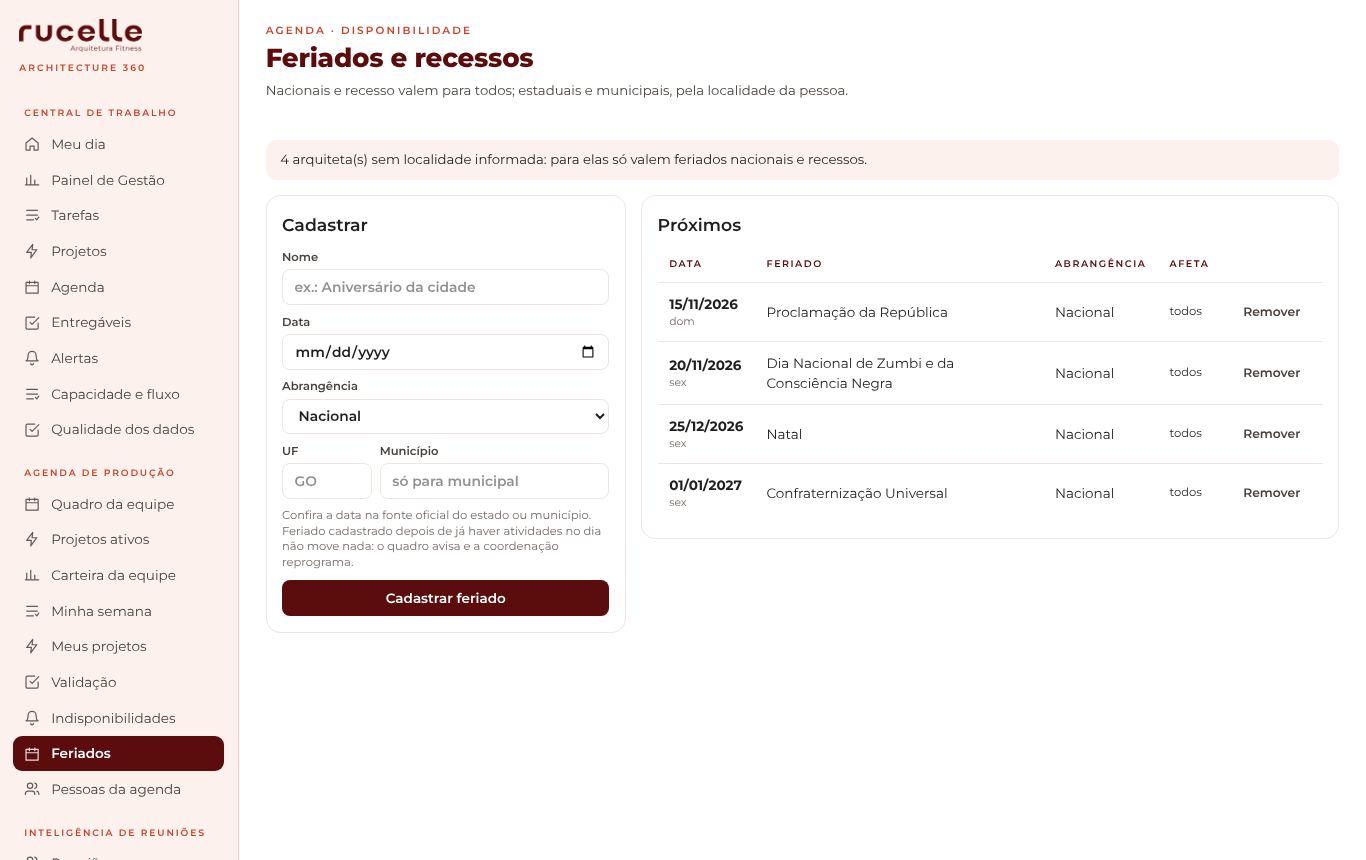 rucelle
Arquitetura Fitness
ARCHITECTURE 360
CENTRAL DE TRABALHO
Meu dia
Painel de Gestão
Tarefas
Projetos
Agenda
Entregáveis
Alertas
Capacidade e fluxo
Qualidade dos dados
AGENDA DE PRODUÇÃO
Quadro da equipe
Projetos ativos
Carteira da equipe
Minha semana
Meus projetos
Validação
Indisponibilidades
Feriados
Pessoas da agenda
INTELIGÊNCIA DE REUNIÕES
AGENDA · DISPONIBILIDADE
Feriados e recessos
Nacionais e recesso valem para todos; estaduais e municipais, pela localidade da pessoa.
4 arquiteta(s) sem localidade informada: para elas só valem feriados nacionais e recessos.
Cadastrar
Nome
ex.: Aniversário da cidade
Data
mm/dd/yyyy
Abrangência
Nacional
UF Município
GO só para municipal
Confira a data na fonte oficial do estado ou município.
Feriado cadastrado depois de já haver atividades no dia
não move nada: o quadro avisa e a coordenação
reprograma.
Cadastrar feriado
Próximos
DATA FERIADO ABRANGÊNCIA AFETA
15/11/2026 Proclamação da República Nacional todos Remover
dom
20/11/2026 Dia Nacional de Zumbi e da Consciência Negra Nacional todos Remover
sex
25/12/2026 Natal Nacional todos Remover
sex
01/01/2027 Confraternização Universal Nacional todos Remover
sex